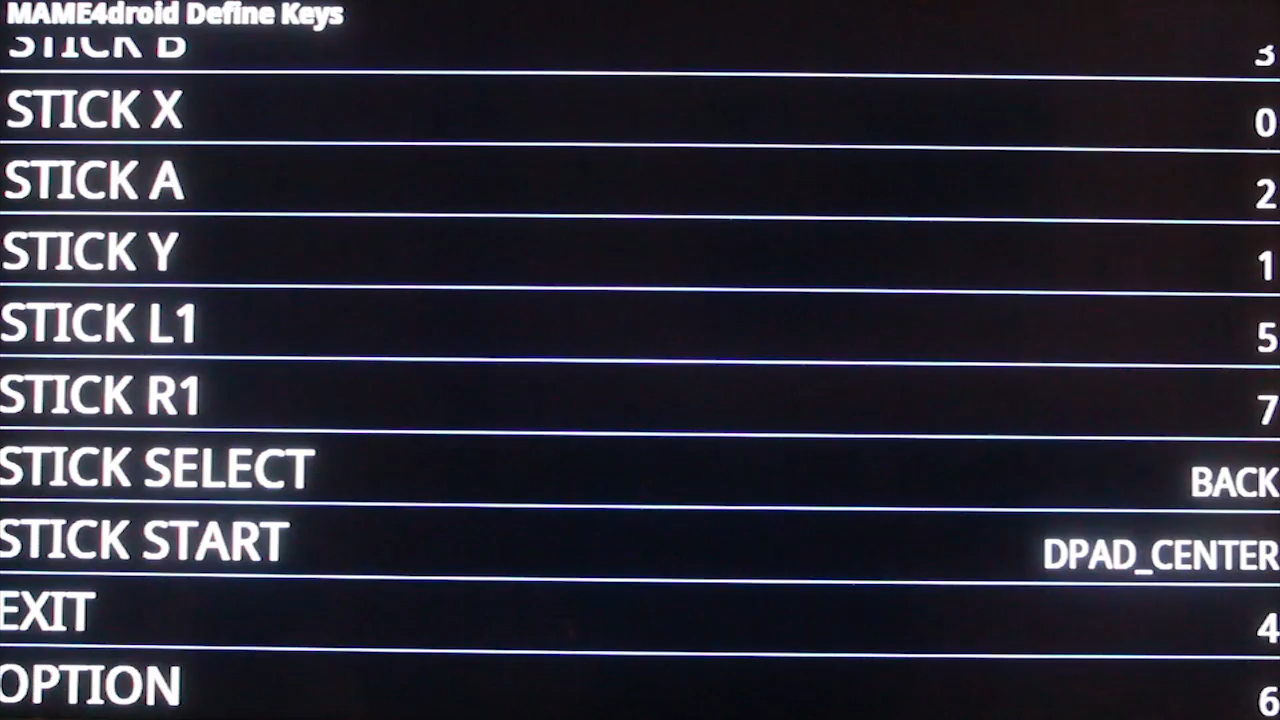 MAME4droid Define Keys
STICK B 3
STICK X 0
STICK A 2
STICK Y 1
STICK L1 5
STICK R1 7
STICK SELECT BACK
STICK START DPAD_CENTER
EXIT 4
OPTION 6